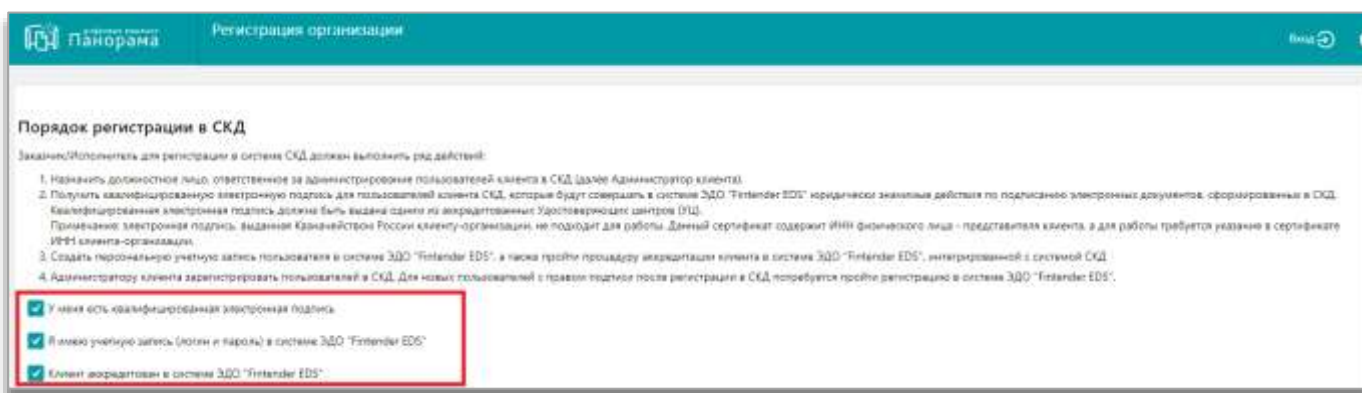 Панорама
Регистрация организации
Вход
Порядок регистрации в СКД
Заказчик/Исполнитель для регистрации в системе СКД должен выполнить ряд действий:
1. Назначить должностное лицо, ответственное за администрирование пользователей клиента в СКД (далее Администратор клиента).
2. Получить квалифицированную электронную подпись для пользователей клиента СКД, которые будут совершать в системе ЭДО "Fintender EDS" юридически значимые действия по подписанию электронных документов, сформированных в СКД.
Квалифицированная электронная подпись должна быть выдана одним из аккредитованных Удостоверяющих центров (УЦ).
Примечание: электронная подпись, выданная Казначейством России клиенту-организации, не подходит для работы. Данный сертификат содержит ИНН физического лица - представителя клиента, а для работы требуется указание в сертификате
ИНН клиента-организации.
3. Создать персональную учетную запись пользователя в системе ЭДО "Fintender EDS", а также пройти процедуру аккредитации клиента в системе ЭДО "Fintender EDS", интегрированной с системой СКД
4. Администратору клиента зарегистрировать пользователей в СКД. Для новых пользователей с правом подписи после регистрации в СКД потребуется пройти регистрацию в системе ЭДО "Fintender EDS".
У меня есть квалифицированная электронная подпись
Я имею учетную запись (логин и пароль) в системе ЭДО "Fintender EDS"
Клиент аккредитован в системе ЭДО "Fintender EDS"